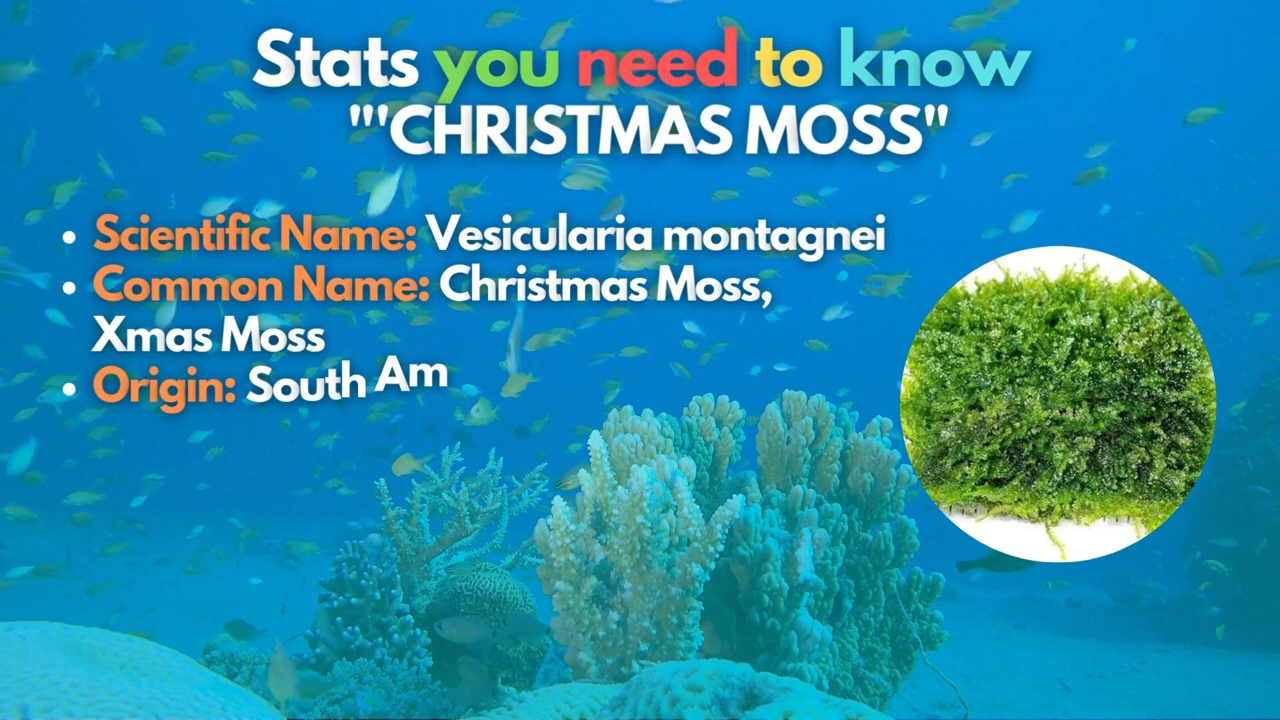 Stats you need to know
"'CHRISTMAS MOSS"
• Scientific Name: Vesicularia montagnei
• Common Name: Christmas Moss,
Xmas Moss
• Origin: South Am